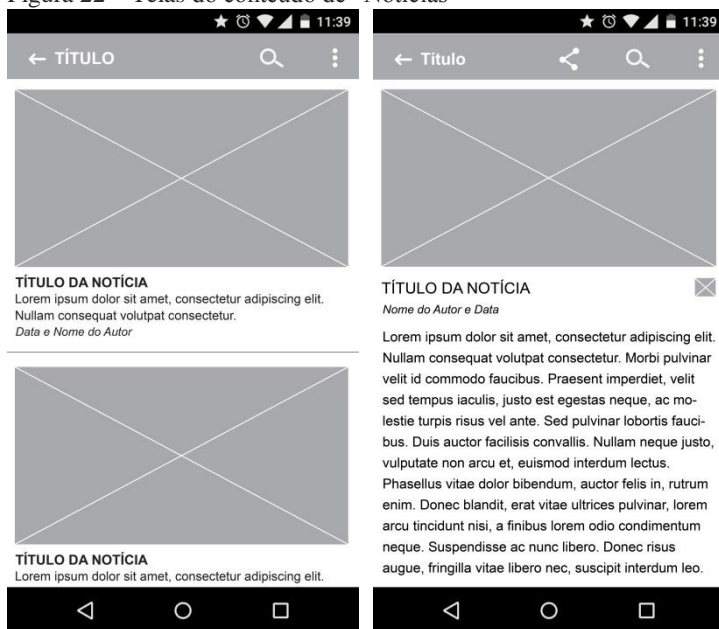 Figura 22 – Telas do conteúdo de "Notícias"
11:39
TÍTULO
TÍTULO DA NOTÍCIA
Lorem ipsum dolor sit amet, consectetur adipiscing elit.
Nullam consequat volutpat consectetur.
Data e Nome do Autor
TÍTULO DA NOTÍCIA
Lorem ipsum dolor sit amet, consectetur adipiscing elit.
11:39
Título
TÍTULO DA NOTÍCIA
Nome do Autor e Data
Lorem ipsum dolor sit amet, consectetur adipiscing elit.
Nullam consequat volutpat consectetur. Morbi pulvinar
velit id commodo faucibus. Praesent imperdiet, velit
sed tempus iaculis, justo est egestas neque, ac mo-
lestie turpis risus vel ante. Sed pulvinar lobortis fauci-
bus. Duis auctor facilisis convallis. Nullam neque justo,
vulputate non arcu et, euismod interdum lectus.
Phasellus vitae dolor bibendum, auctor felis in, rutrum
enim. Donec blandit, erat vitae ultrices pulvinar, lorem
arcu tincidunt nisi, a finibus lorem odio condimentum
neque. Suspendisse ac nunc libero. Donec risus
augue, fringilla vitae libero nec, suscipit interdum leo.